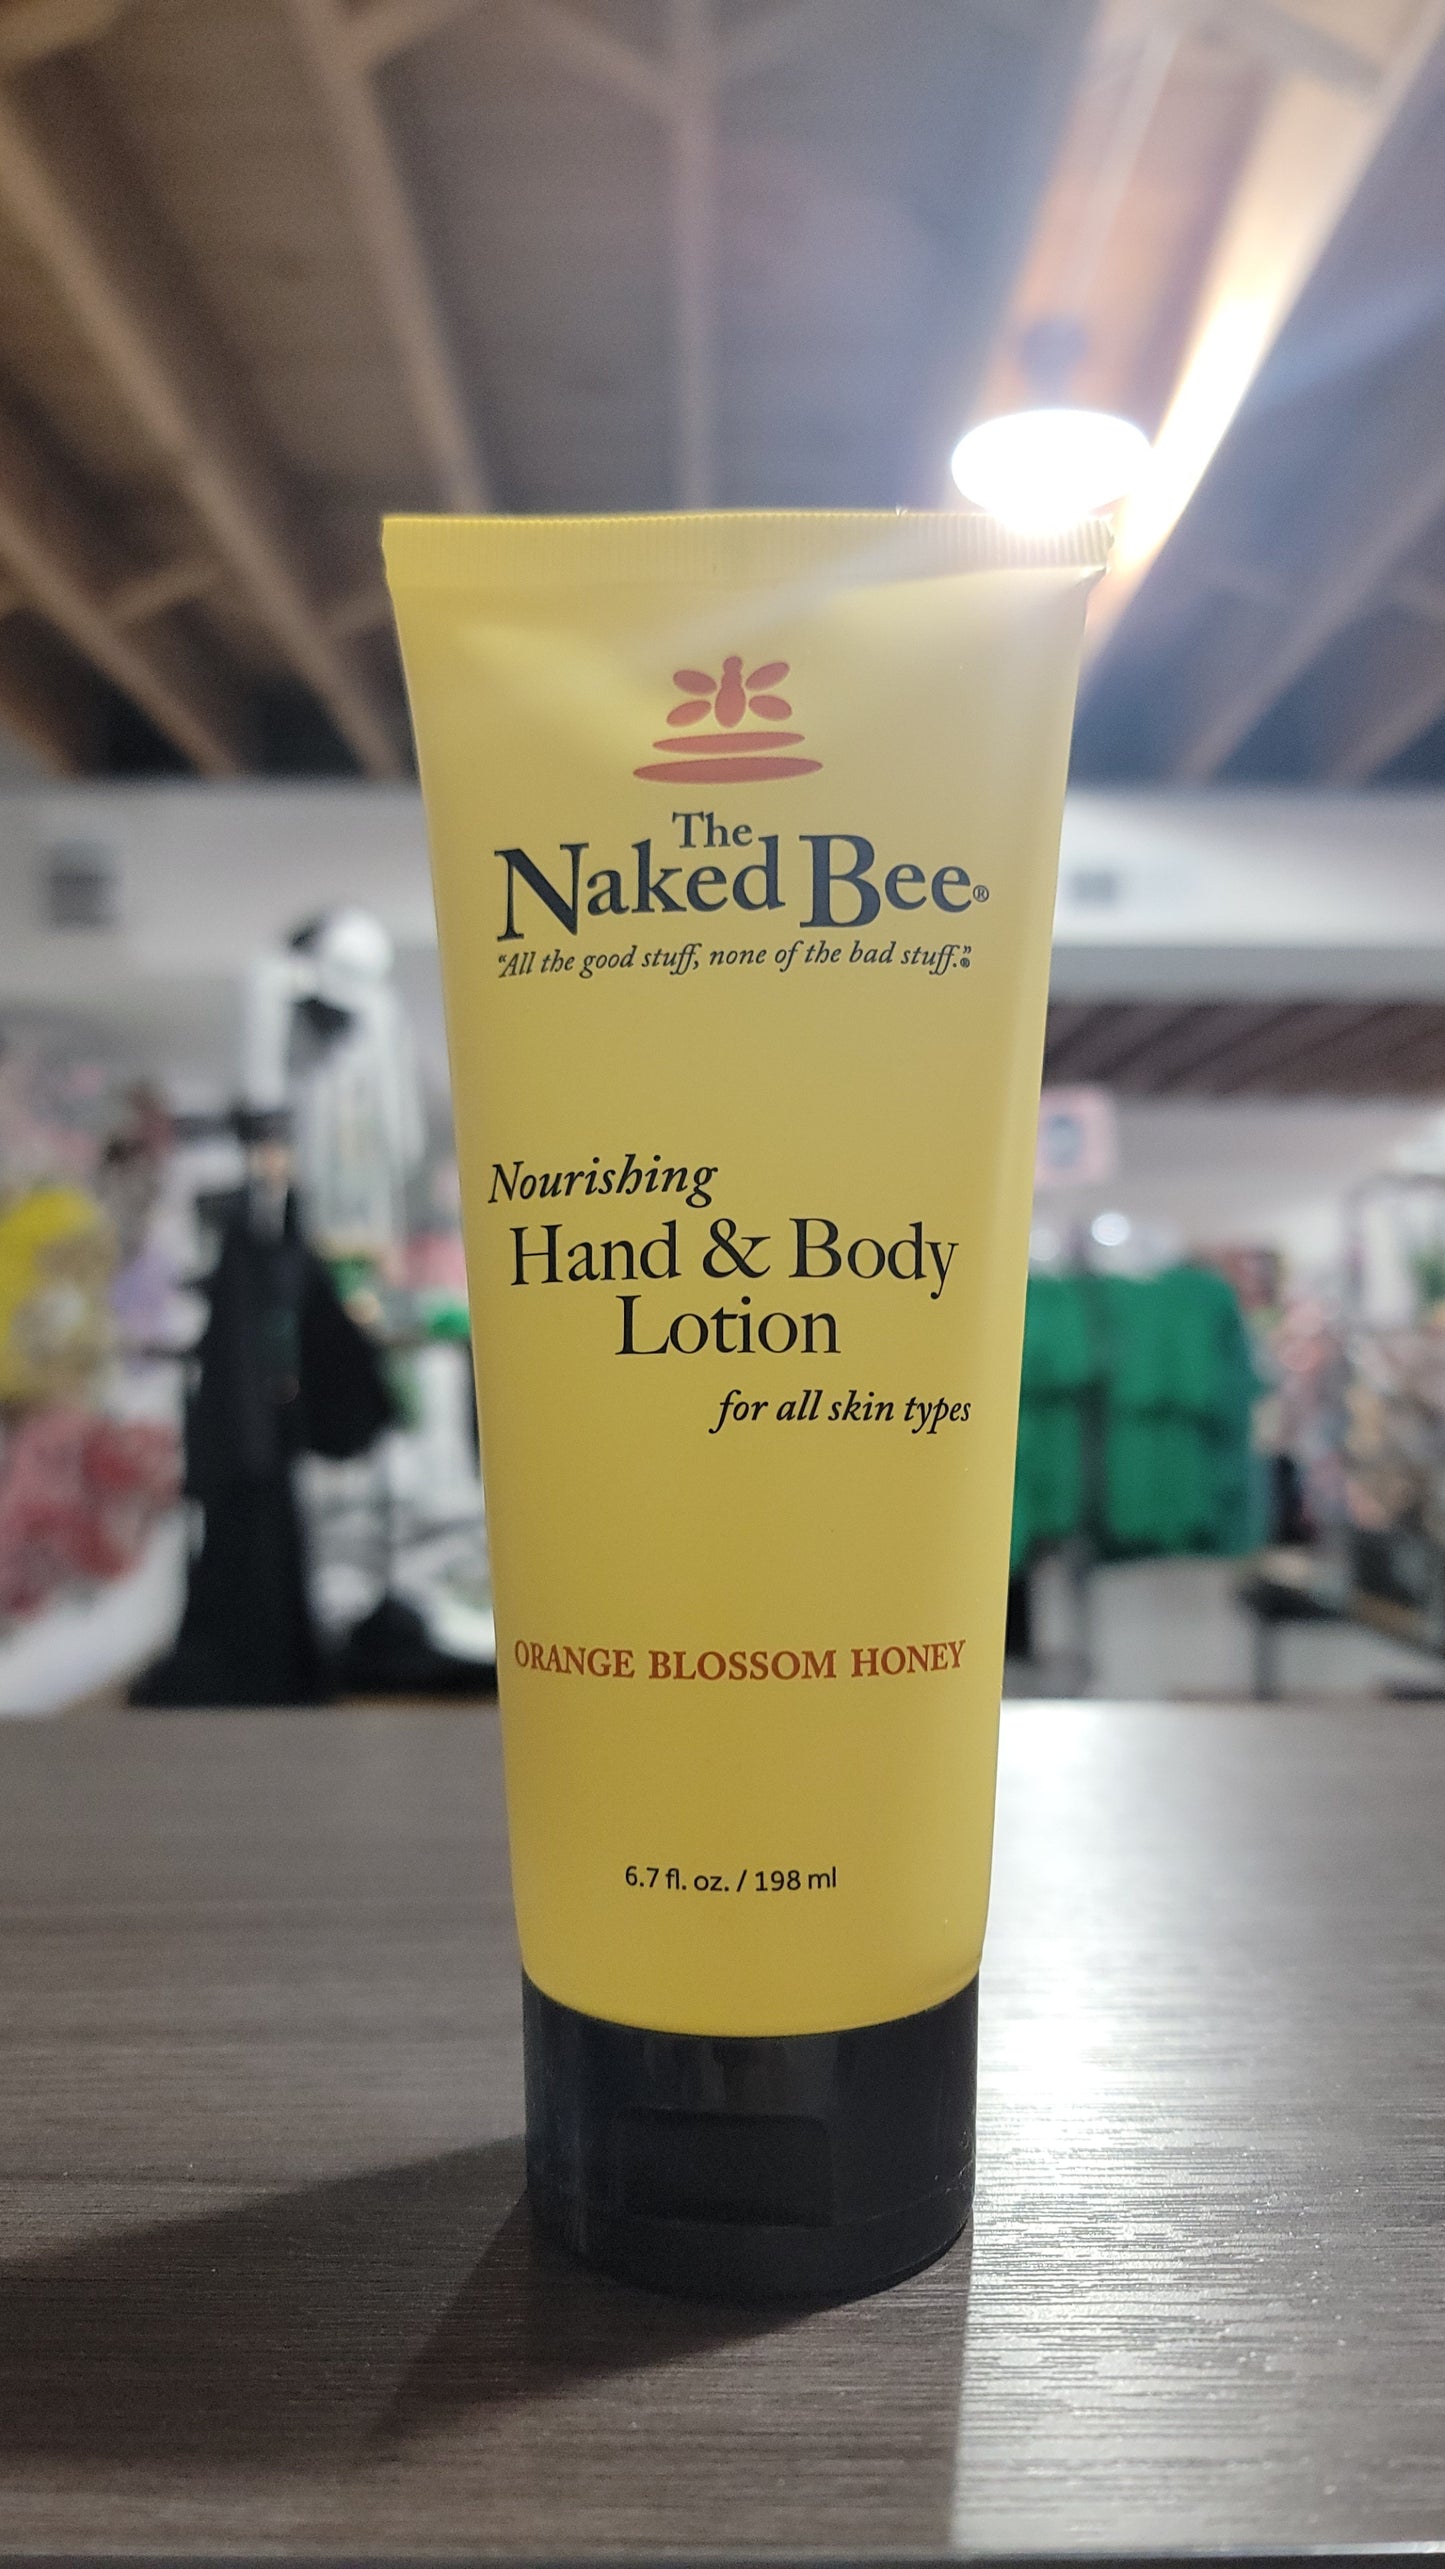 The
Naked Bee®
“All the good stuff, none of the bad stuff.”®
Nourishing
Hand & Body
Lotion
for all skin types
ORANGE BLOSSOM HONEY
6.7 fl. oz. / 198 ml